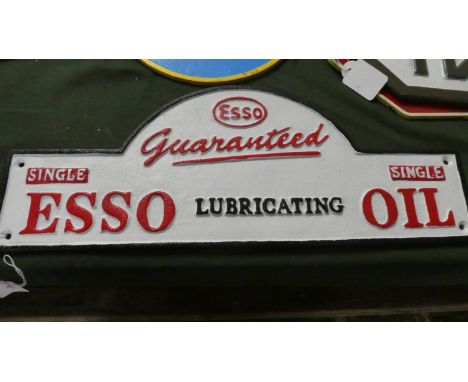 Esso
Guaranteed
SINGLE SINGLE
ESSO LUBRICATING OIL